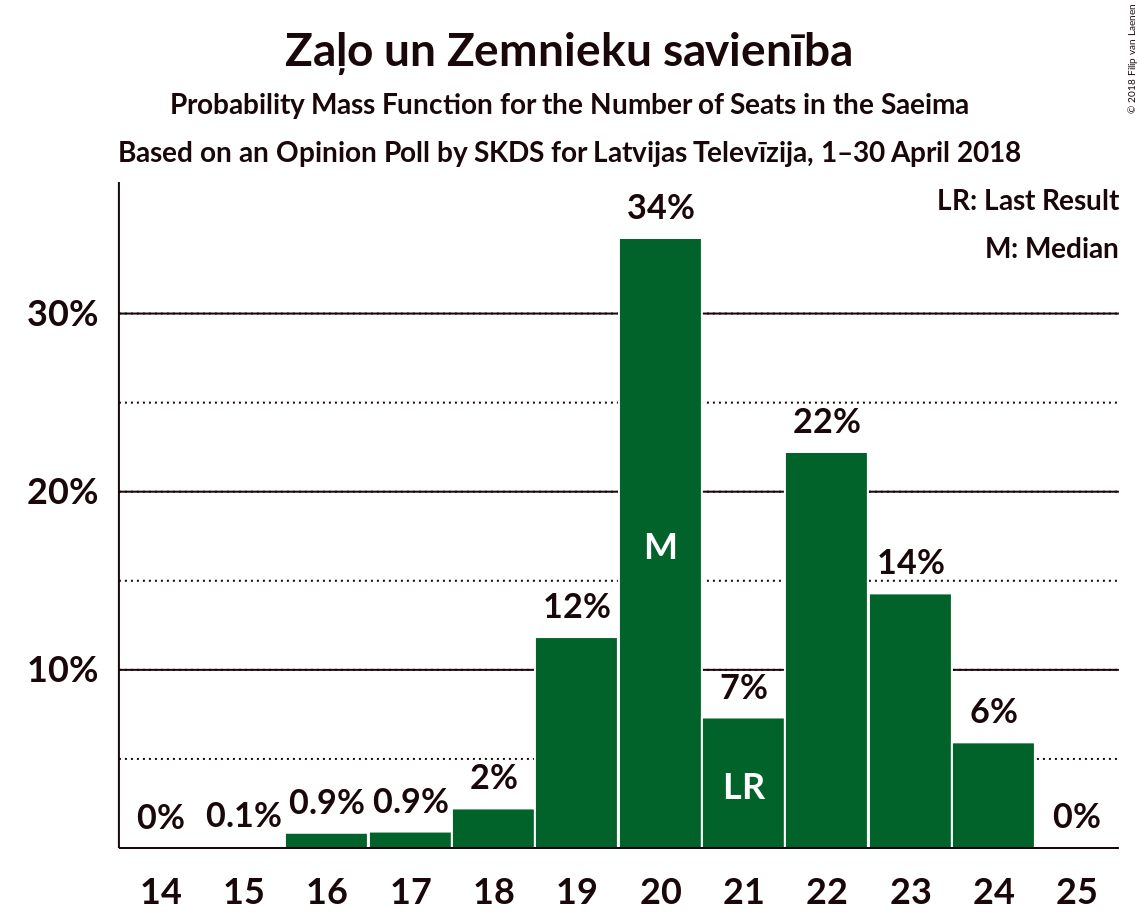 © 2018 Filip van Laenen
Zaļo un Zemnieku savienība
Probability Mass Function for the Number of Seats in the Saeima
Based on an Opinion Poll by SKDS for Latvijas Televīzija, 1–30 April 2018
LR: Last Result
M: Median
34%
30%
22%
20%
M
14%
12%
10%
7%
6%
LR
2%
0%
0.1%
0.9%
0.9%
0%
14 15 16 17 18 19 20 21 22 23 24 25